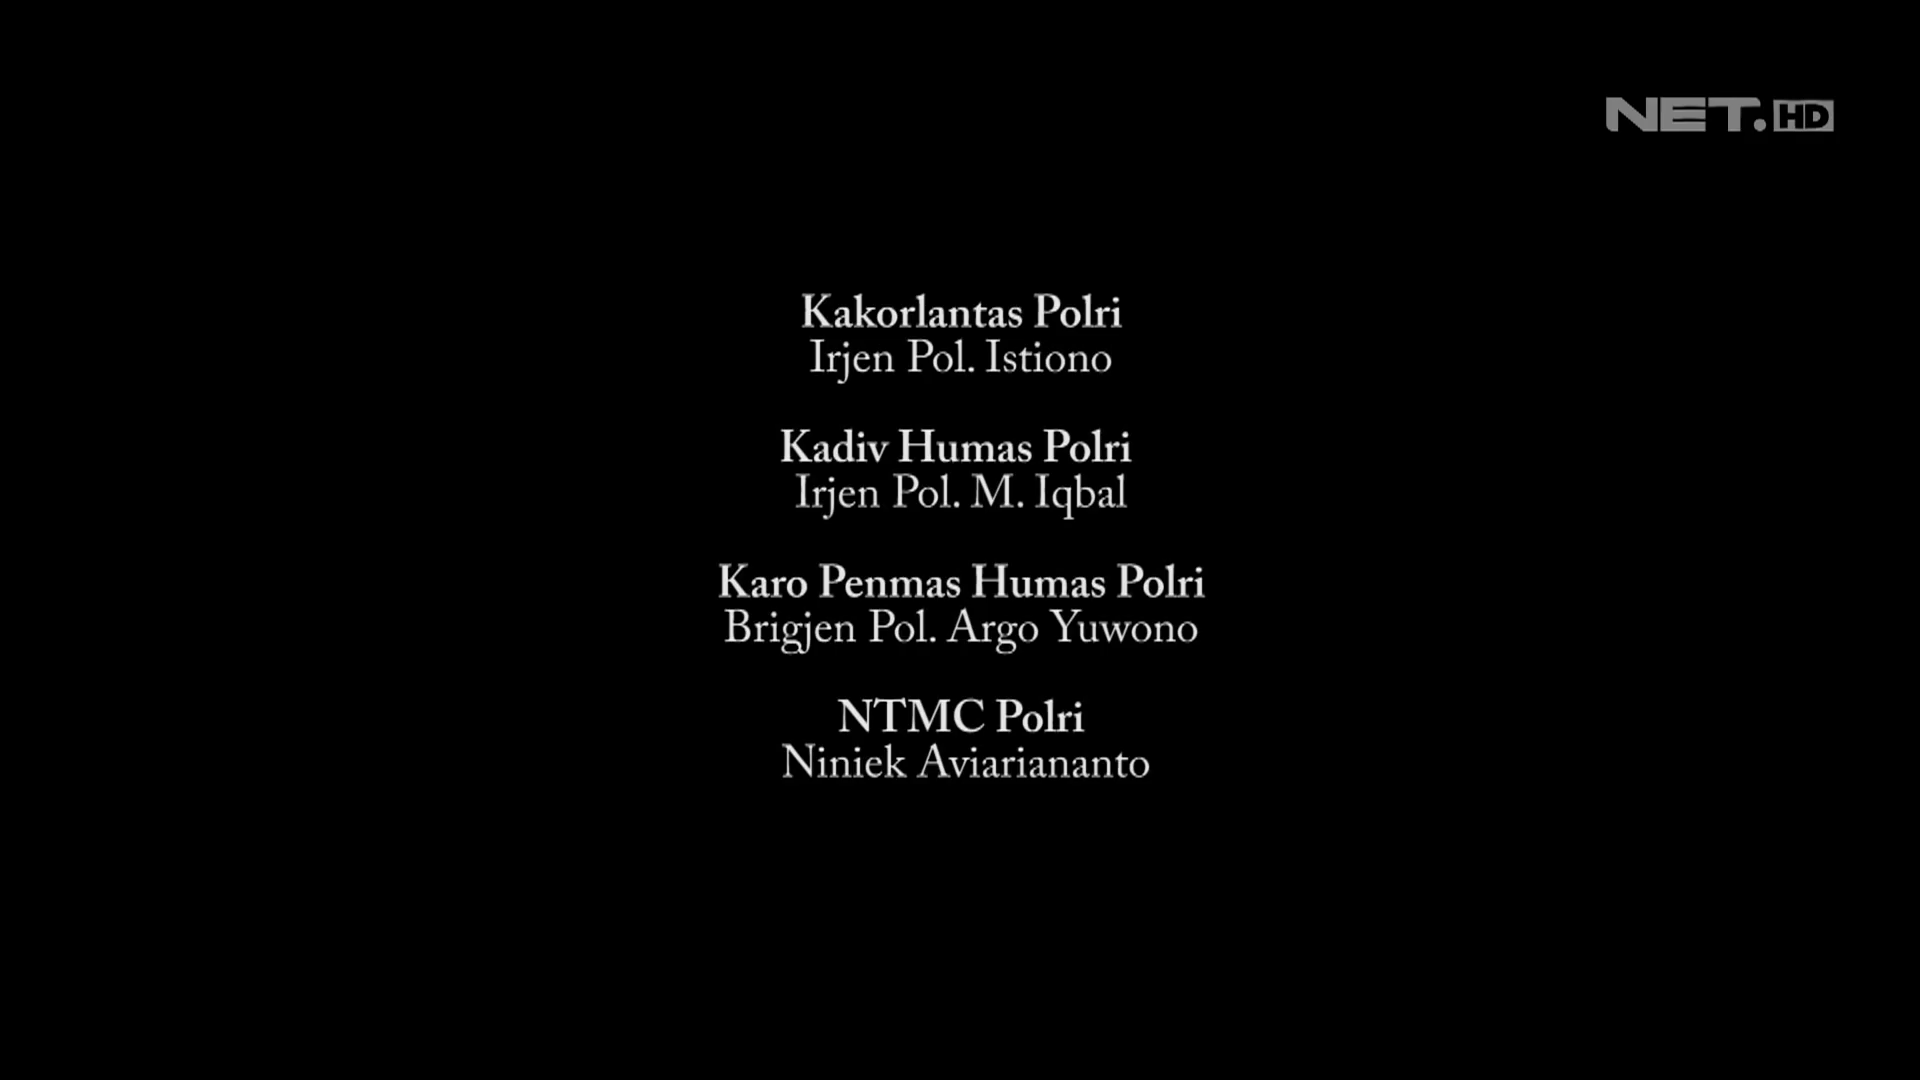 NET.HD
Kakorlantas Polri
Irjen Pol. Istiono
Kadiv Humas Polri
Irjen Pol. M. Iqbal
Karo Penmas Humas Polri
Brigjen Pol. Argo Yuwono
NTMC Polri
Niniek Aviariananto